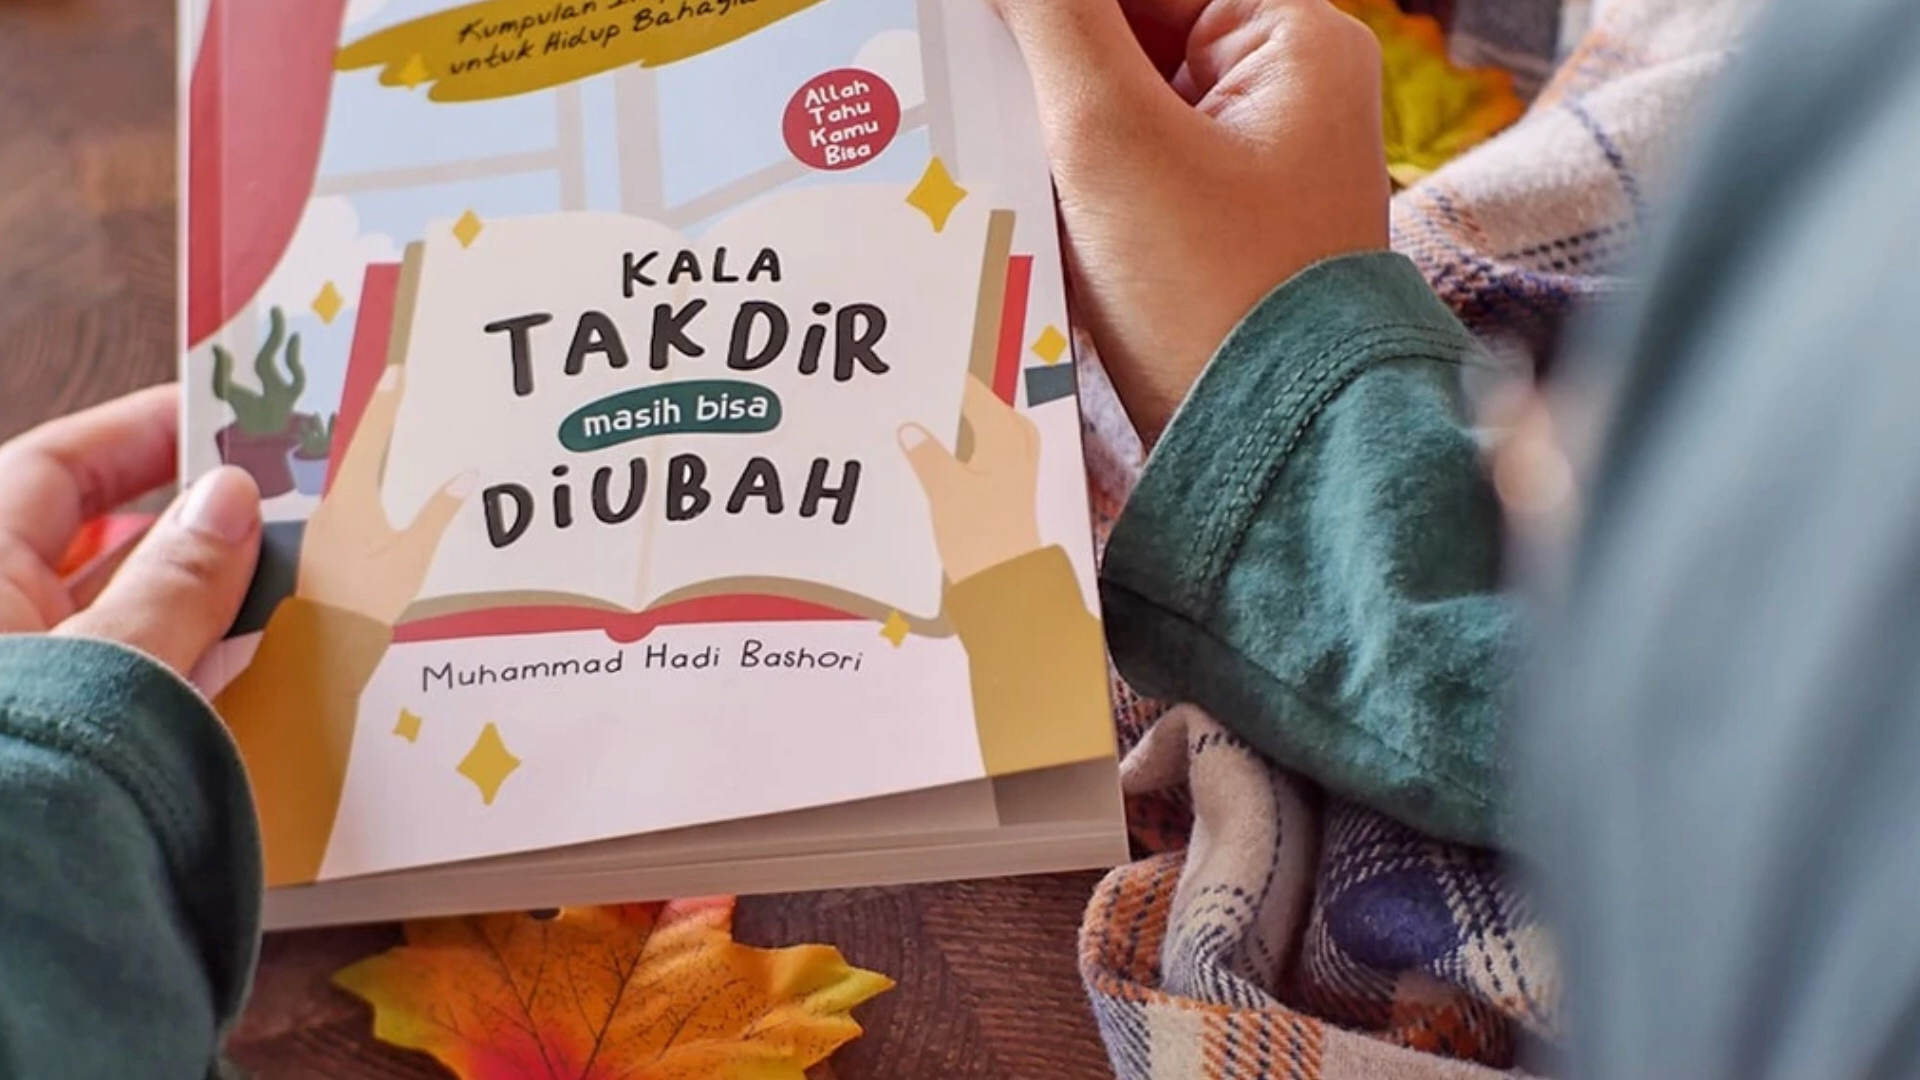 Kumpulan
untuk Hidup Bahagia
Allah
Tahu
Kamu
Bisa
KALA
TAKDiR
masih bisa
DiUBAH
Muhammad Hadi Bashori